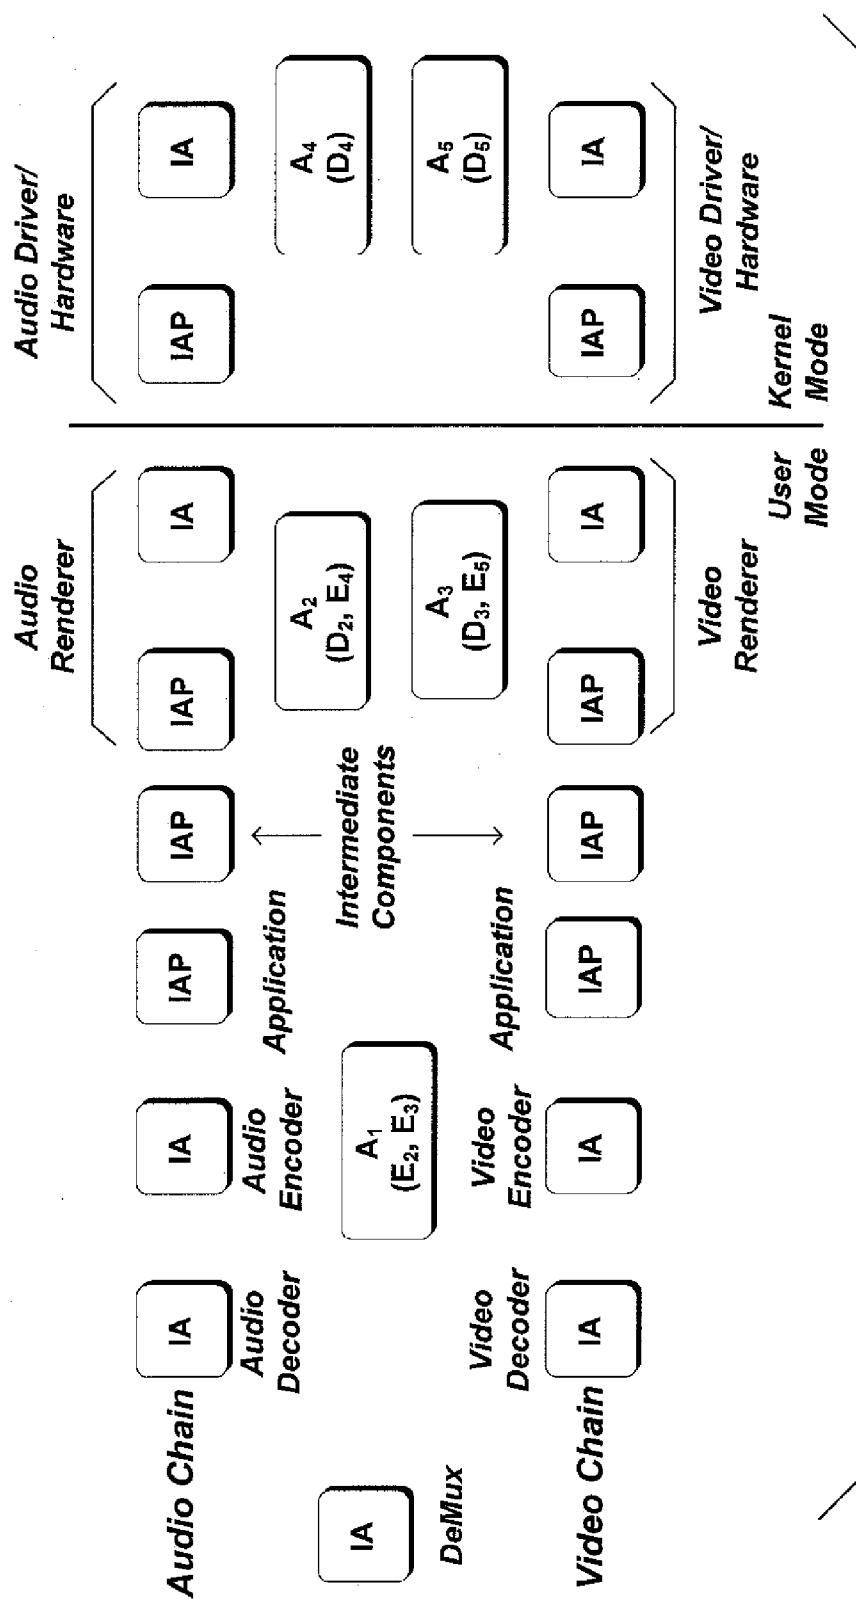 Audio Driver/
Hardware
IAP
IA
A4
(D4)
A5
(D5)
IAP
IA
Video Driver/
Hardware
Kernel
Mode
User
Mode
Audio
Renderer
IAP
IA
A2
(D2, E4)
A3
(D3, E5)
IAP
IA
Video
Renderer
IAP
Intermediate
Components
IAP
IAP
Application
Application
IAP
IA
Audio
Encoder
A1
(E2, E3)
Video
Encoder
IA
Audio Chain
IA
Audio
Decoder
Video
Decoder
IA
Video Chain
IA
DeMux